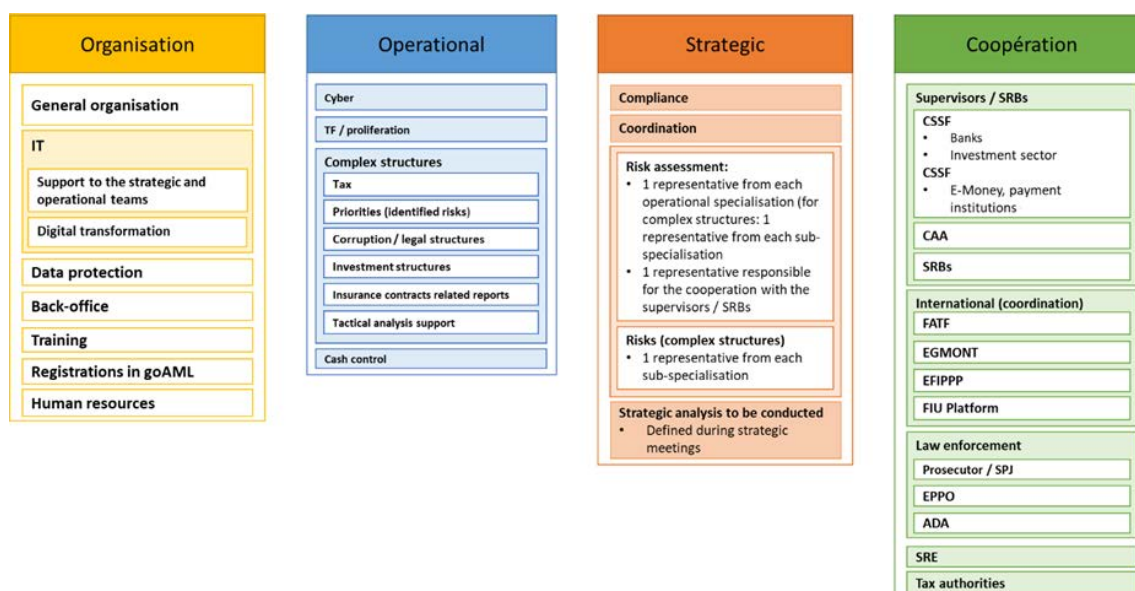 Organisation
General organisation
IT
Support to the strategic and
operational teams
Digital transformation
Data protection
Back-office
Training
Registrations in goAML
Human resources
Operational
Cyber
TF / proliferation
Complex structures
Tax
Priorities (identified risks)
Corruption / legal structures
Investment structures
Insurance contracts related reports
Tactical analysis support
Cash control
Strategic
Compliance
Coordination
Risk assessment:
• 1 representative from each
operational specialisation (for
complex structures: 1
representative from each sub-
specialisation
• 1 representative responsible
for the cooperation with the
supervisors / SRBs
Risks (complex structures)
• 1 representative from each
sub-specialisation
Strategic analysis to be conducted
• Defined during strategic
meetings
Coopération
Supervisors / SRBs
CSSF
• Banks
• Investment sector
CSSF
• E-Money, payment
institutions
CAA
SRBs
International (coordination)
FATF
EGMONT
EFIPPP
FIU Platform
Law enforcement
Prosecutor / SPJ
EPPO
ADA
SRE
Tax authorities